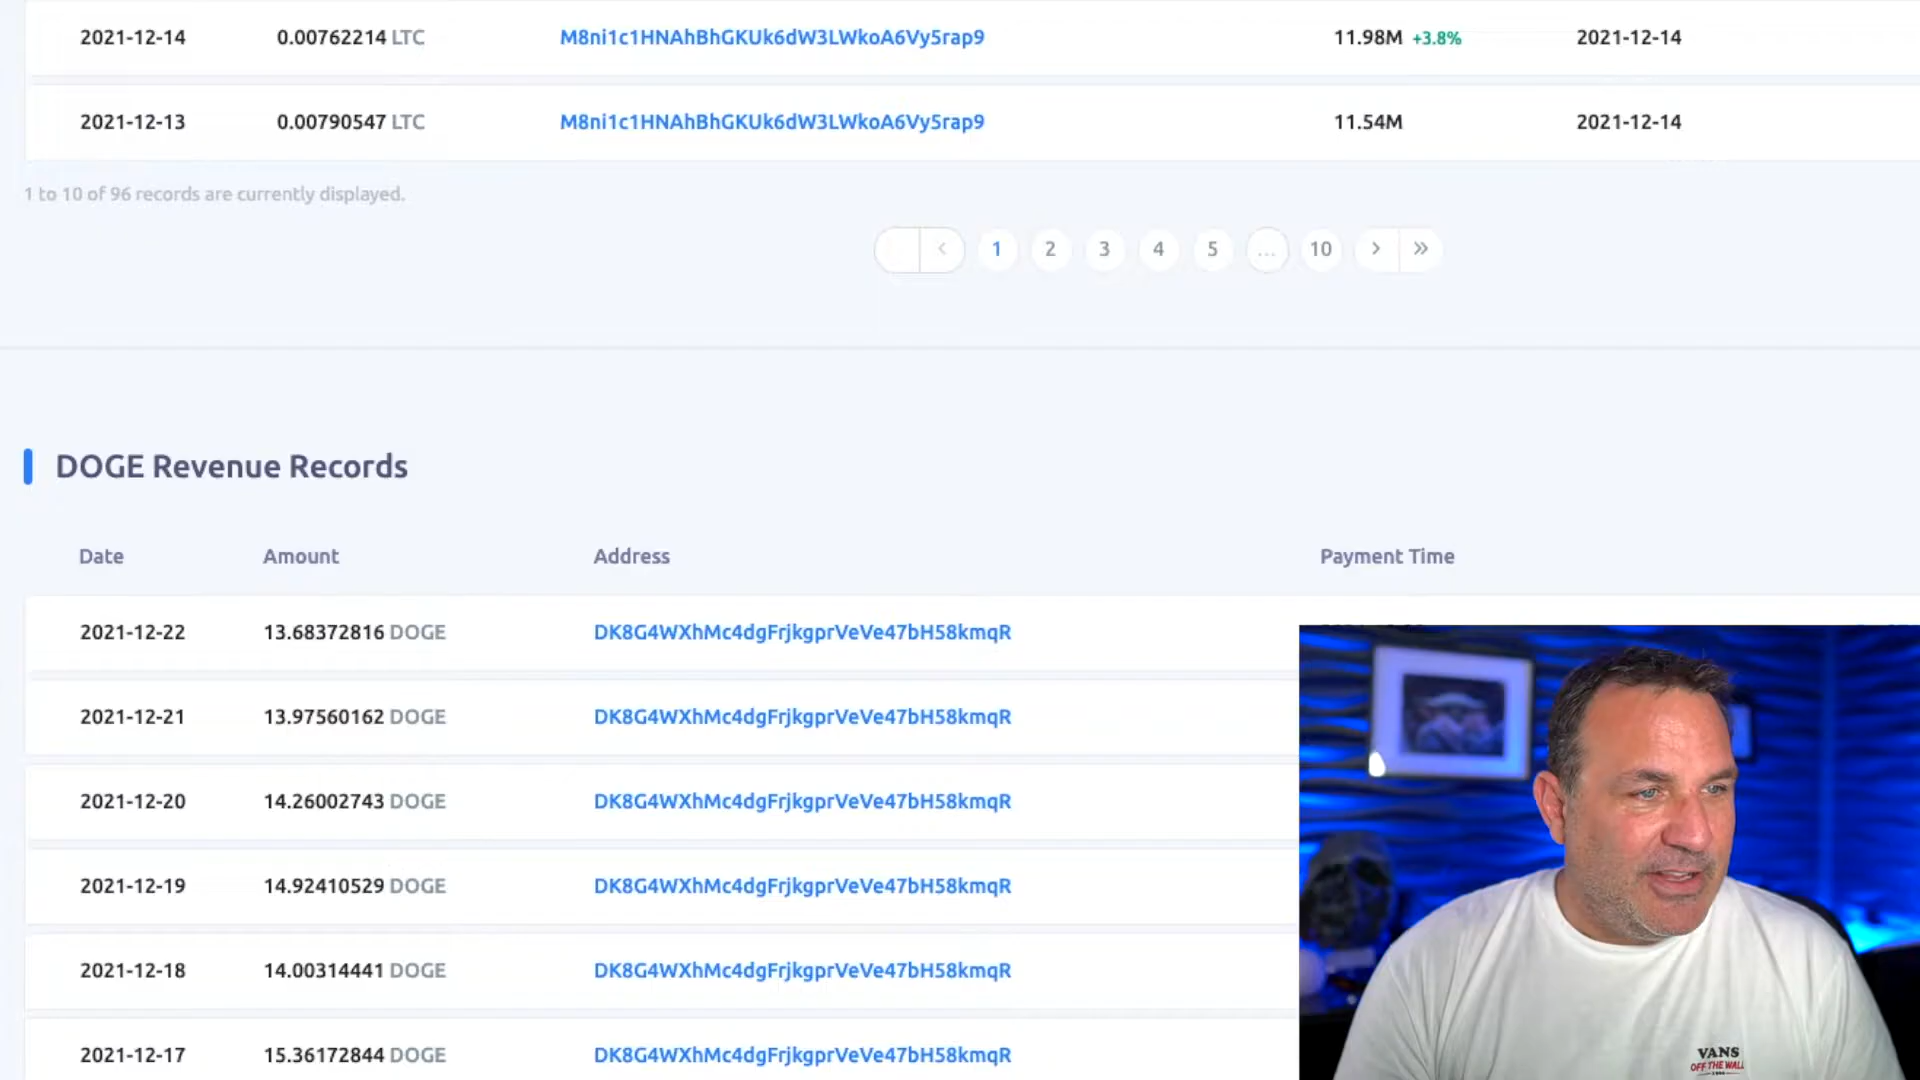 2021-12-14 0.00762214 LTC M8ni1c1HNAhBhGKUk6dW3LWkoA6Vy5rap9 11.98M +3.8% 2021-12-14
2021-12-13 0.00790547 LTC M8ni1c1HNAhBhGKUk6dW3LWkoA6Vy5rap9 11.54M 2021-12-14
1 to 10 of 96 records are currently displayed.
< 1 2 3 4 5 ... 10 > »
DOGE Revenue Records
Date Amount Address Payment Time
2021-12-22 13.68372816 DOGE DK8G4WXhMc4dgFrjkgprVeVe47bH58kmqR
2021-12-21 13.97560162 DOGE DK8G4WXhMc4dgFrjkgprVeVe47bH58kmqR
2021-12-20 14.26002743 DOGE DK8G4WXhMc4dgFrjkgprVeVe47bH58kmqR
2021-12-19 14.92410529 DOGE DK8G4WXhMc4dgFrjkgprVeVe47bH58kmqR
2021-12-18 14.00314441 DOGE DK8G4WXhMc4dgFrjkgprVeVe47bH58kmqR
2021-12-17 15.36172844 DOGE DK8G4WXhMc4dgFrjkgprVeVe47bH58kmqR
VANS
OFF THE WALL